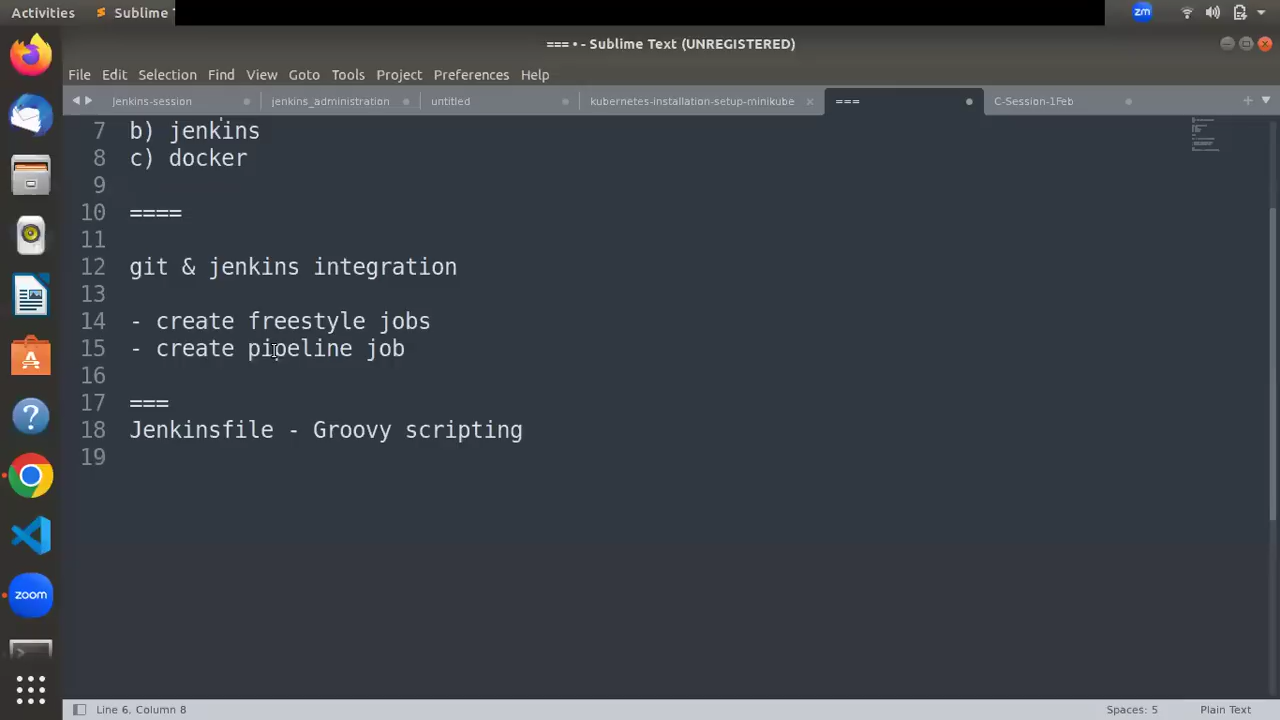 Activities
Sublime T
zm
=== • - Sublime Text (UNREGISTERED)
File Edit Selection Find View Goto Tools Project Preferences Help
Jenkins-session
jenkins_administration
untitled
kubernetes-installation-setup-minikube
===
C-Session-1Feb
7 b) jenkins
8 c) docker
9
10 ====
11
12 git & jenkins integration
13
14 - create freestyle jobs
15 - create pipeline job
16
17 ===
18 Jenkinsfile - Groovy scripting
19
zoom
Line 6, Column 8
Spaces: 5
Plain Text